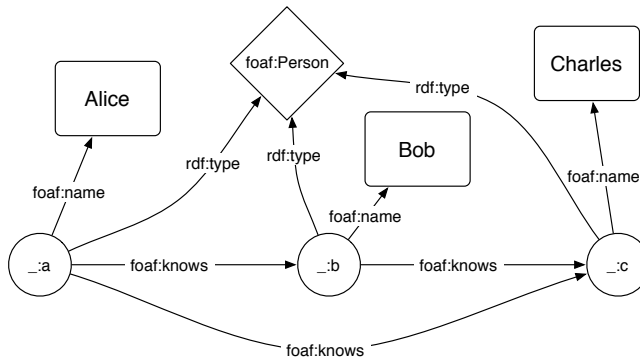 foaf:Person
Charles
Alice
rdf:type
Bob
rdf:type
rdf:type
foaf:name
foaf:name
foaf:name
_:a
foaf:knows
_:b
foaf:knows
_:c
foaf:knows